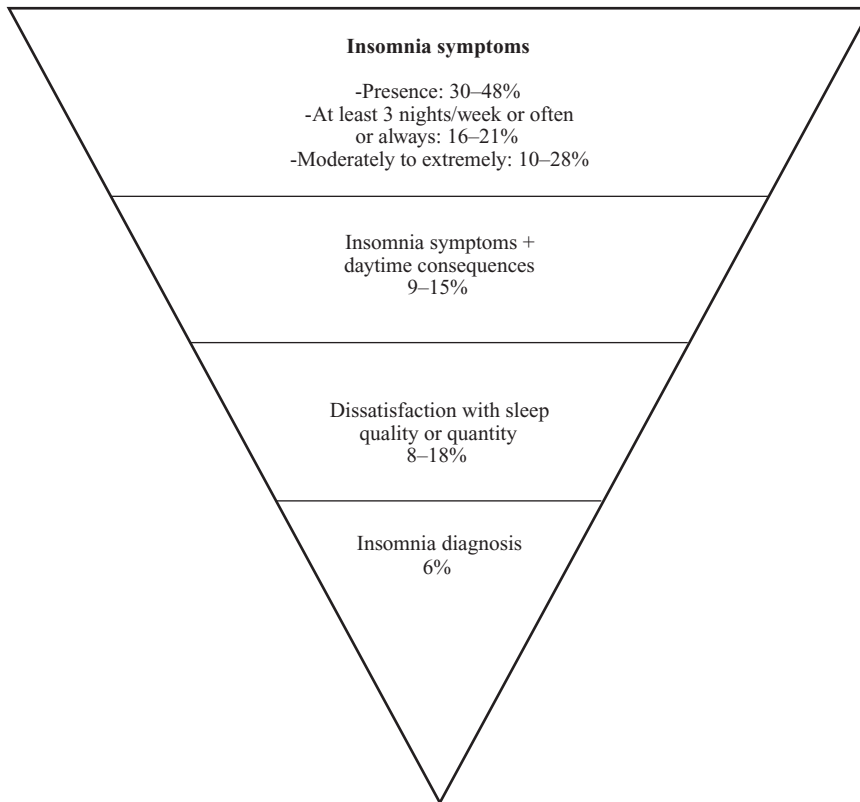 Insomnia symptoms
-Presence: 30–48%
-At least 3 nights/week or often
or always: 16–21%
-Moderately to extremely: 10–28%
Insomnia symptoms +
daytime consequences
9–15%
Dissatisfaction with sleep
quality or quantity
8–18%
Insomnia diagnosis
6%